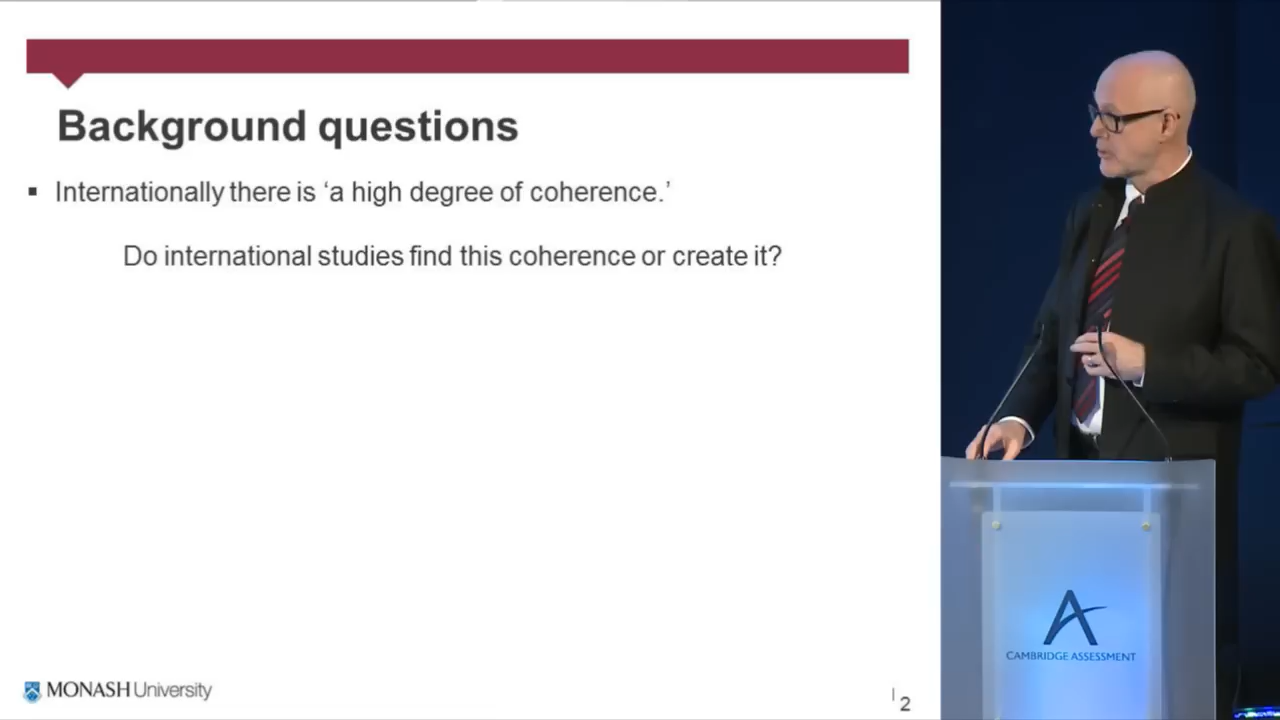 Background questions
▪ Internationally there is ‘a high degree of coherence.’
Do international studies find this coherence or create it?
MONASH University
2
CAMBRIDGE ASSESSMENT